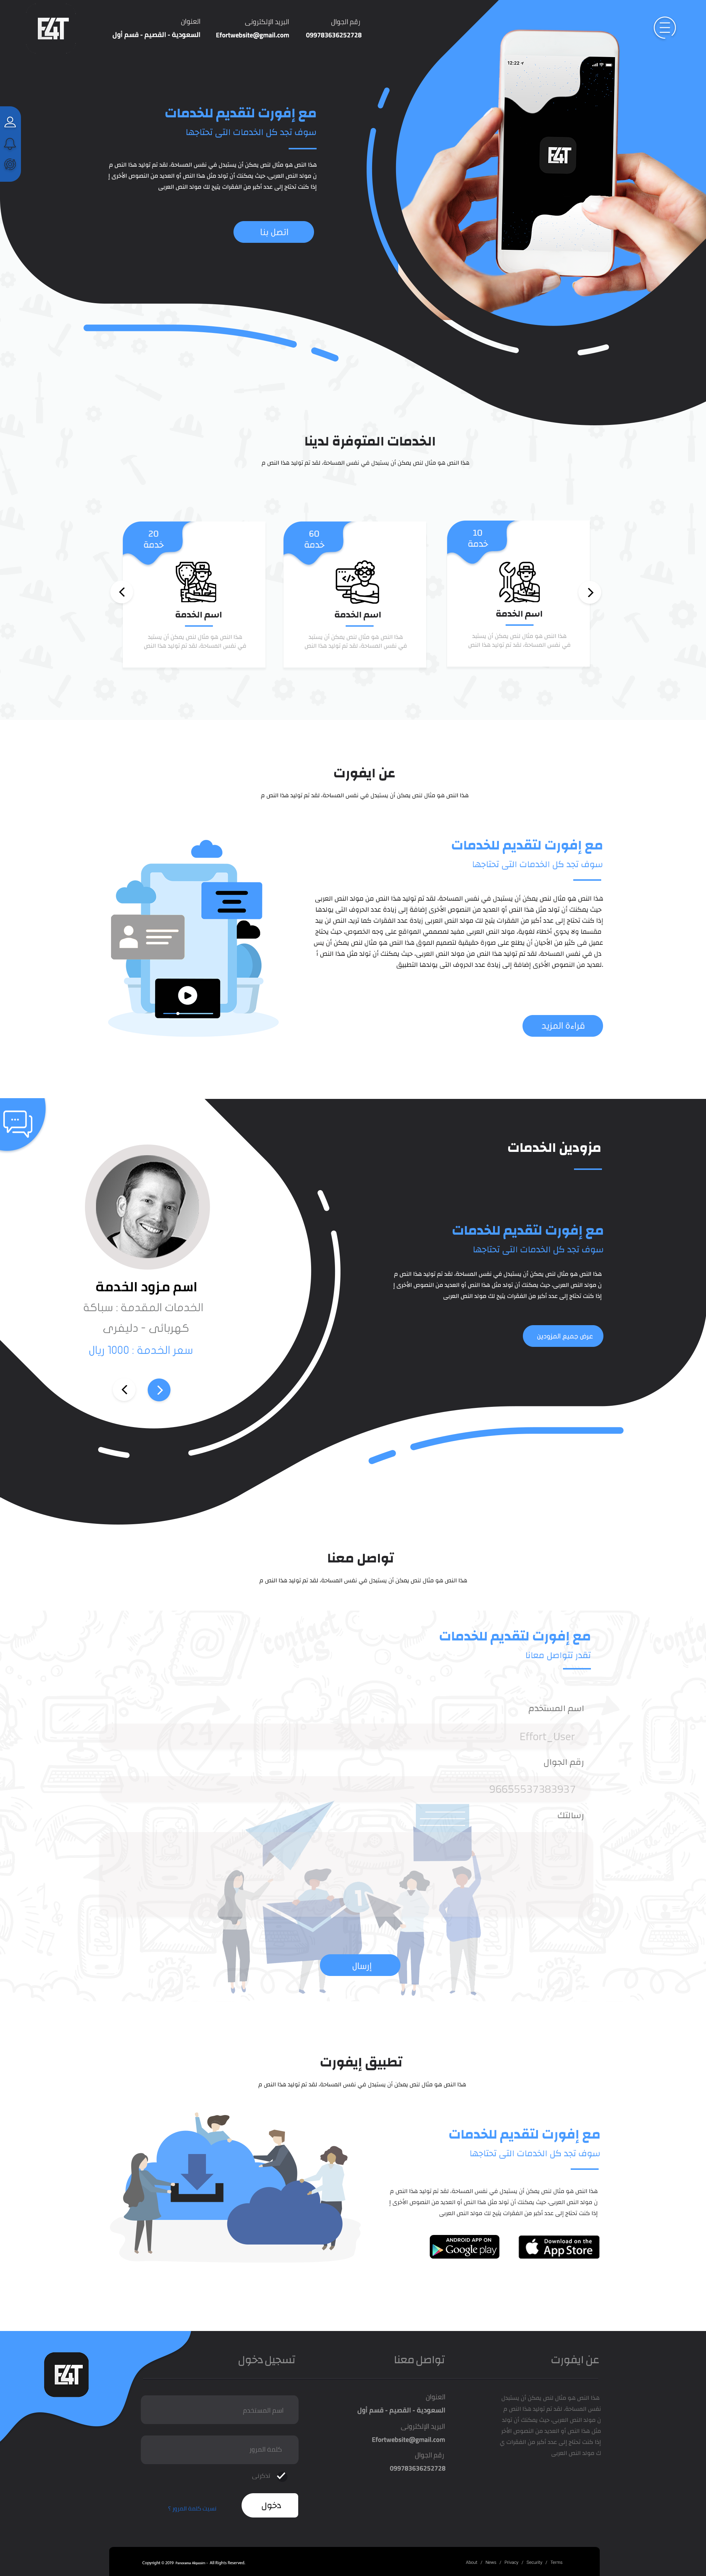 E4T
رقم الجوال
099783636252728
البريد الإلكترونى
Efortwebsite@gmail.com
العنوان
السعودية - القصيم - قسم أول
12:22
E4T
مع إفورت لتقديم للخدمات
سوف تجد كل الخدمات التى تحتاجها
هذا النص هو مثال لنص يمكن أن يستبدل في نفس المساحة، لقد تم توليد هذا النص م
ن مولد النص العربى، حيث يمكنك أن تولد مثل هذا النص أو العديد من النصوص الأخرى إ
إذا كنت تحتاج إلى عدد أكبر من الفقرات يتيح لك مولد النص العربى
اتصل بنا
الخدمات المتوفرة لدينا
هذا النص هو مثال لنص يمكن أن يستبدل في نفس المساحة، لقد تم توليد هذا النص م
10
خدمة
اسم الخدمة
هذا النص هو مثال لنص يمكن أن يستبد
في نفس المساحة، لقد تم توليد هذا النص
60
خدمة
اسم الخدمة
هذا النص هو مثال لنص يمكن أن يستبد
في نفس المساحة، لقد تم توليد هذا النص
20
خدمة
اسم الخدمة
هذا النص هو مثال لنص يمكن أن يستبد
في نفس المساحة، لقد تم توليد هذا النص
عن ايفورت
هذا النص هو مثال لنص يمكن أن يستبدل في نفس المساحة، لقد تم توليد هذا النص م
مع إفورت لتقديم للخدمات
سوف تجد كل الخدمات التى تحتاجها
هذا النص هو مثال لنص يمكن أن يستبدل في نفس المساحة، لقد تم توليد هذا النص من مولد النص العربى
حيث يمكنك أن تولد مثل هذا النص أو العديد من النصوص الأخرى إضافة إلى زيادة عدد الحروف التى يولدها
إذا كنت تحتاج إلى عدد أكبر من الفقرات يتيح لك مولد النص العربى زيادة عدد الفقرات كما تريد، النص لن يبد
مقسما ولا يحوي أخطاء لغوية، مولد النص العربى مفيد لمصممي المواقع على وجه الخصوص، حيث يحتاج
عميل فى كثير من الأحيان أن يطلع على صورة حقيقية لتصميم الموق.هذا النص هو مثال لنص يمكن أن يس
دل في نفس المساحة، لقد تم توليد هذا النص من مولد النص العربى، حيث يمكنك أن تولد مثل هذا النص أ
لعديد من النصوص الأخرى إضافة إلى زيادة عدد الحروف التى يولدها التطبيق.
قراءة المزيد
مزودين الخدمات
مع إفورت لتقديم للخدمات
سوف تجد كل الخدمات التى تحتاجها
هذا النص هو مثال لنص يمكن أن يستبدل في نفس المساحة، لقد تم توليد هذا النص م
ن مولد النص العربى، حيث يمكنك أن تولد مثل هذا النص أو العديد من النصوص الأخرى إ
إذا كنت تحتاج إلى عدد أكبر من الفقرات يتيح لك مولد النص العربى
عرض جميع المزودين
اسم مزود الخدمة
الخدمات المقدمة : سباكة
كهربائى - دليفرى
سعر الخدمة : 1000 ريال
تواصل معنا
هذا النص هو مثال لنص يمكن أن يستبدل في نفس المساحة، لقد تم توليد هذا النص م
مع إفورت لتقديم للخدمات
تقدر تتواصل معانا
اسم المستخدم
Effort_User
رقم الجوال
96655537383937
رسالتك
1
إرسال
تطبيق إيفورت
هذا النص هو مثال لنص يمكن أن يستبدل في نفس المساحة، لقد تم توليد هذا النص م
مع إفورت لتقديم للخدمات
سوف تجد كل الخدمات التى تحتاجها
هذا النص هو مثال لنص يمكن أن يستبدل في نفس المساحة، لقد تم توليد هذا النص م
ن مولد النص العربى، حيث يمكنك أن تولد مثل هذا النص أو العديد من النصوص الأخرى إ
إذا كنت تحتاج إلى عدد أكبر من الفقرات يتيح لك مولد النص العربى
Download on the
App Store
ANDROID APP ON
Google play
عن ايفورت
هذا النص هو مثال لنص يمكن أن يستبدل
في نفس المساحة، لقد تم توليد هذا النص م
ن مولد النص العربى، حيث يمكنك أن تولد
مثل هذا النص أو العديد من النصوص الأخر
إذا كنت تحتاج إلى عدد أكبر من الفقرات ي
ك مولد النص العربى
تواصل معنا
العنوان
السعودية - القصيم - قسم أول
البريد الإلكترونى
Efortwebsite@gmail.com
رقم الجوال
099783636252728
تسجيل دخول
اسم المستخدم
كلمة المرور
تذكرنى
دخول
نسيت كلمة المرور ؟
E4T
Copyright © 2019 Panorama Alqassim - All Rights Reserved.
About / News / Privacy / Security / Terms